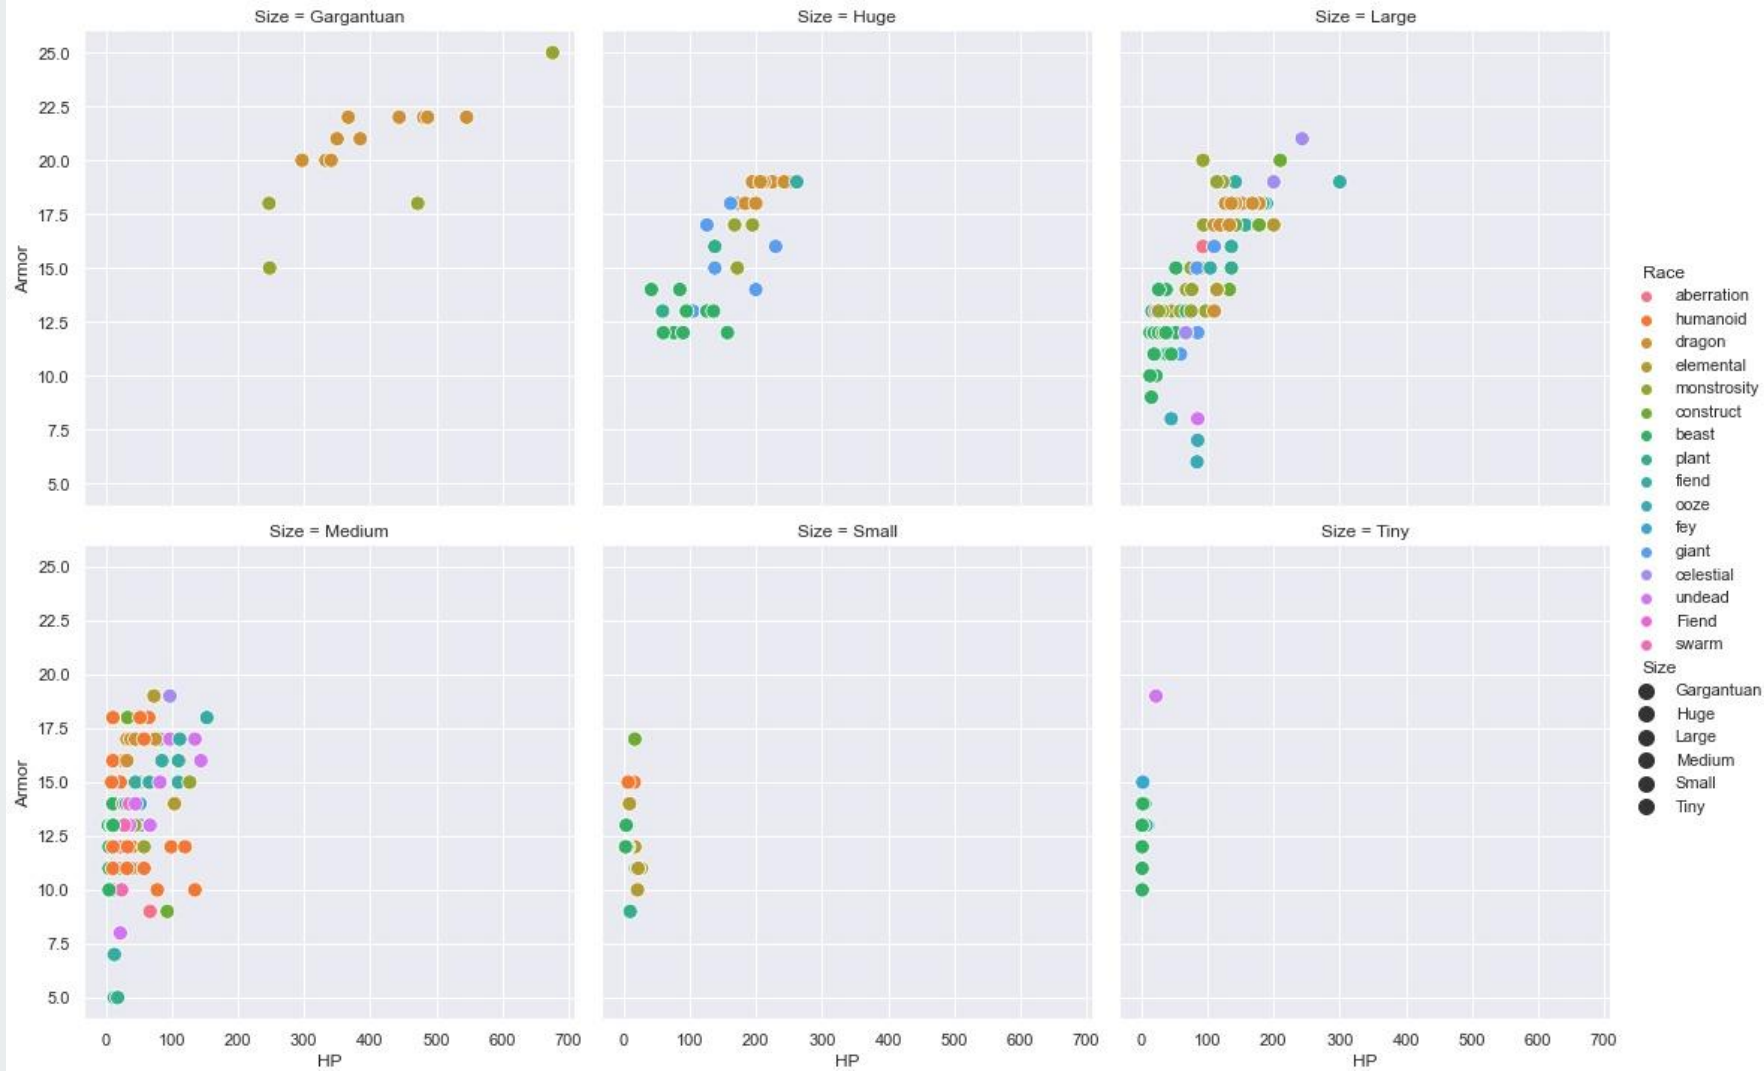 Size = Gargantuan
Size = Huge
Size = Large
25.0
22.5
20.0
17.5
15.0
12.5
10.0
7.5
5.0
Armor
Size = Medium
Size = Small
Size = Tiny
25.0
22.5
20.0
17.5
15.0
12.5
10.0
7.5
5.0
Armor
0 100 200 300 400 500 600 700
HP
0 100 200 300 400 500 600 700
HP
0 100 200 300 400 500 600 700
HP
Race
aberration
humanoid
dragon
elemental
monstrosity
construct
beast
plant
fiend
ooze
fey
giant
celestial
undead
Fiend
swarm
Size
Gargantuan
Huge
Large
Medium
Small
Tiny